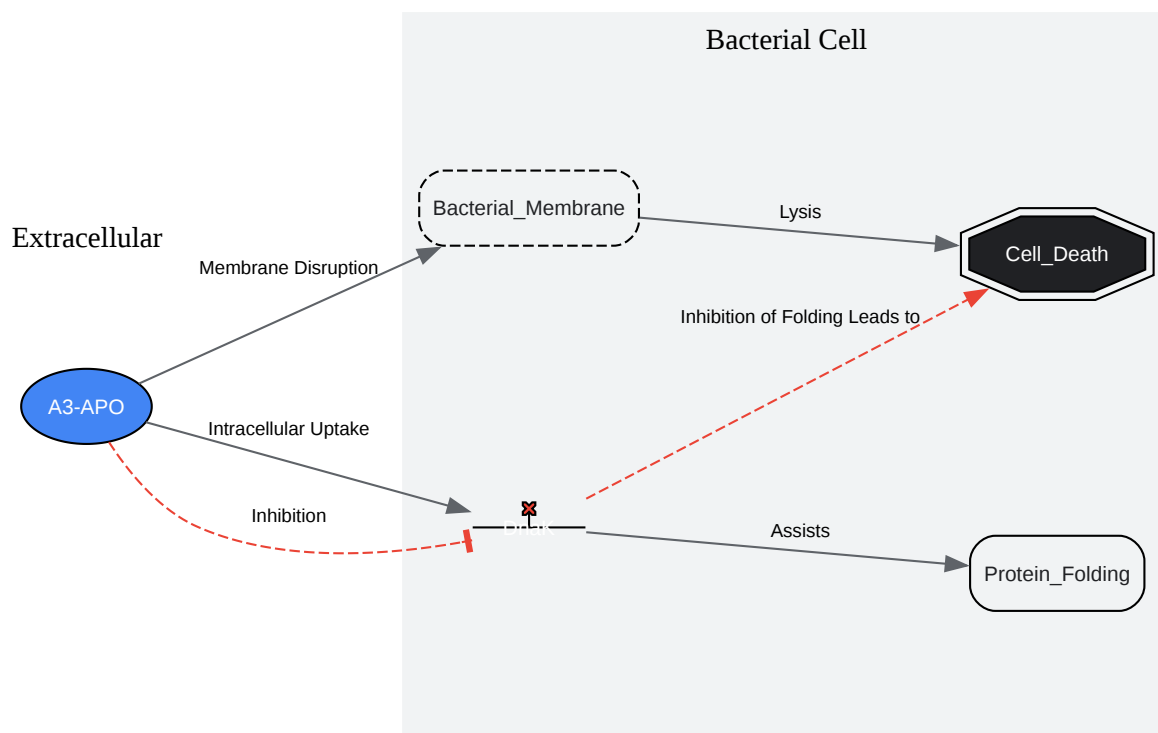 Bacterial Cell
Extracellular
Bacterial_Membrane
Lysis
Cell_Death
Membrane Disruption
Inhibition of Folding Leads to
A3-APO
Intracellular Uptake
Inhibition
DnaK
Assists
Protein_Folding